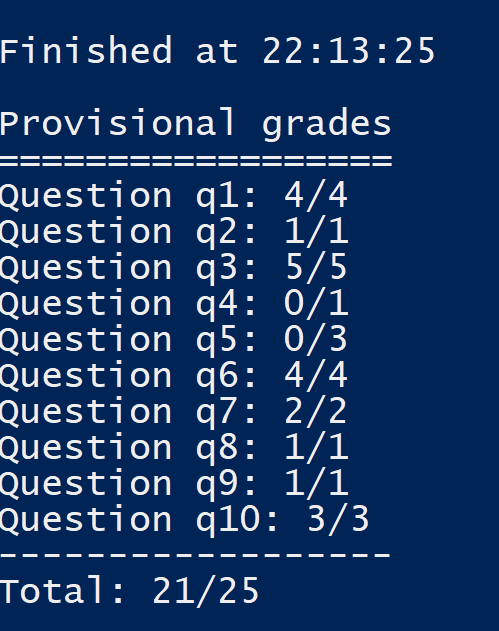 Finished at 22:13:25
Provisional grades
==================
Question q1: 4/4
Question q2: 1/1
Question q3: 5/5
Question q4: 0/1
Question q5: 0/3
Question q6: 4/4
Question q7: 2/2
Question q8: 1/1
Question q9: 1/1
Question q10: 3/3
------------------
Total: 21/25